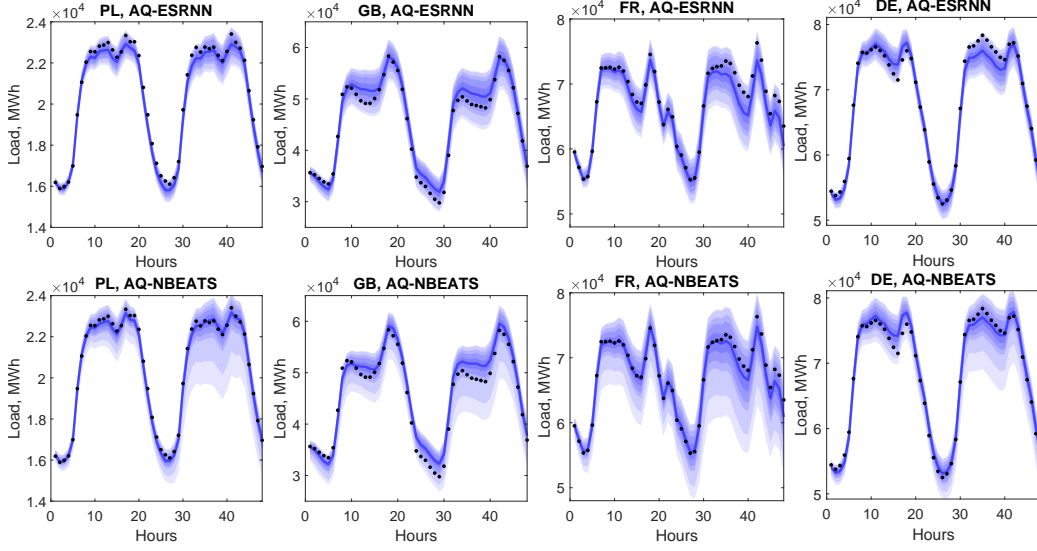 PL, AQ-ESRNN
×10⁴
2.4
2.2
2
1.8
1.6
1.4
Load, MWh
0 10 20 30 40
Hours
GB, AQ-ESRNN
×10⁴
6
5
4
3
Load, MWh
0 10 20 30 40
Hours
FR, AQ-ESRNN
×10⁴
8
7
6
5
4
Load, MWh
0 10 20 30 40
Hours
DE, AQ-ESRNN
×10⁴
8
7
6
5
Load, MWh
0 10 20 30 40
Hours
PL, AQ-NBEATS
×10⁴
2.4
2.2
2
1.8
1.6
1.4
Load, MWh
0 10 20 30 40
Hours
GB, AQ-NBEATS
×10⁴
6
5
4
3
Load, MWh
0 10 20 30 40
Hours
FR, AQ-NBEATS
×10⁴
8
7
6
5
Load, MWh
0 10 20 30 40
Hours
DE, AQ-NBEATS
×10⁴
8
7
6
5
Load, MWh
0 10 20 30 40
Hours